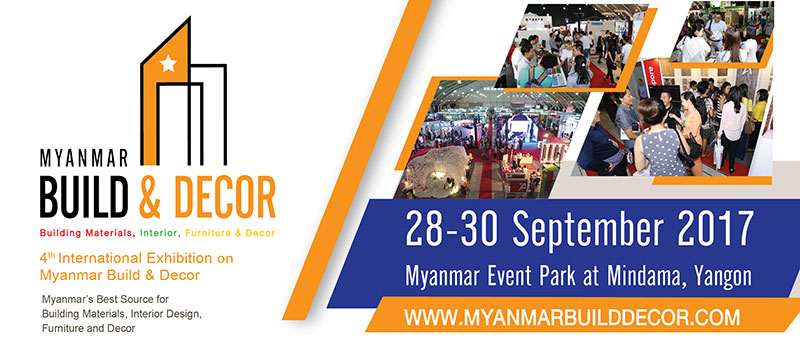 MYANMAR
BUILD & DECOR
Building Materials, Interior, Furniture & Decor
4th International Exhibition on
Myanmar Build & Decor
Myanmar's Best Source for
Building Materials, Interior Design,
Furniture and Decor
pore
28-30 September 2017
Myanmar Event Park at Mindama, Yangon
WWW.MYANMARBUILDDECOR.COM